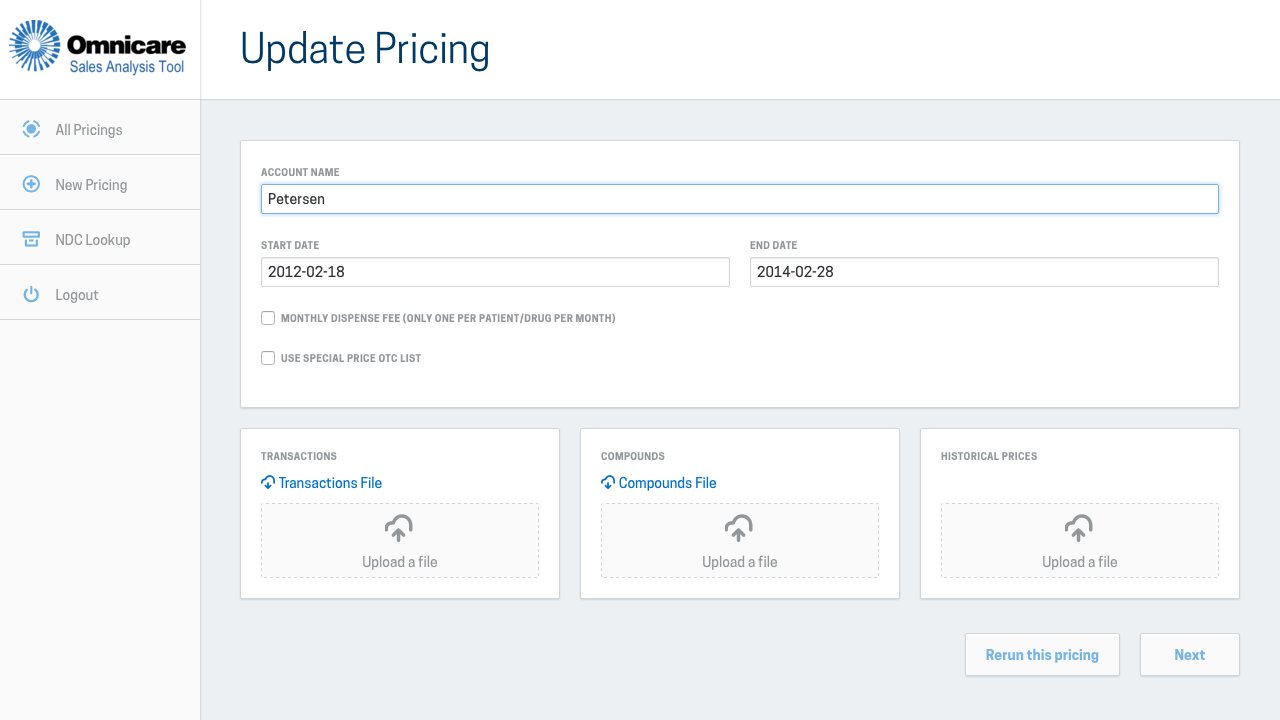 Omnicare
Sales Analysis Tool
Update Pricing
All Pricings
New Pricing
NDC Lookup
Logout
ACCOUNT NAME
Petersen
START DATE
END DATE
2012-02-18
2014-02-28
MONTHLY DISPENSE FEE (ONLY ONE PER PATIENT/DRUG PER MONTH)
USE SPECIAL PRICE OTC LIST
TRANSACTIONS
Transactions File
Upload a file
COMPOUNDS
Compounds File
Upload a file
HISTORICAL PRICES
Upload a file
Rerun this pricing
Next